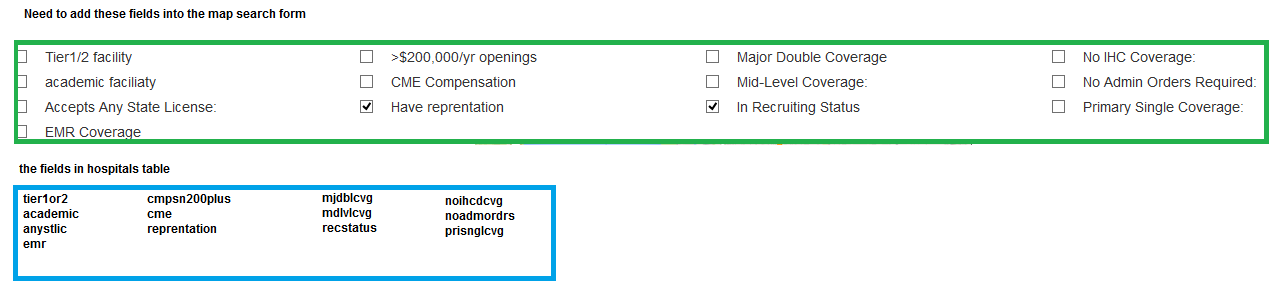 Need to add these fields into the map search form
Tier1/2 facility >$200,000/yr openings Major Double Coverage No IHC Coverage:
academic faciliaty CME Compensation Mid-Level Coverage: No Admin Orders Required:
Accepts Any State License: Have reprentation In Recruiting Status Primary Single Coverage:
EMR Coverage
the fields in hospitals table
tier1or2 cmpsn200plus mjdblcvg noihcdcvg
academic cme mdlvlcvg noadmordrs
anystlic reprentation recstatus prisnglcvg
emr